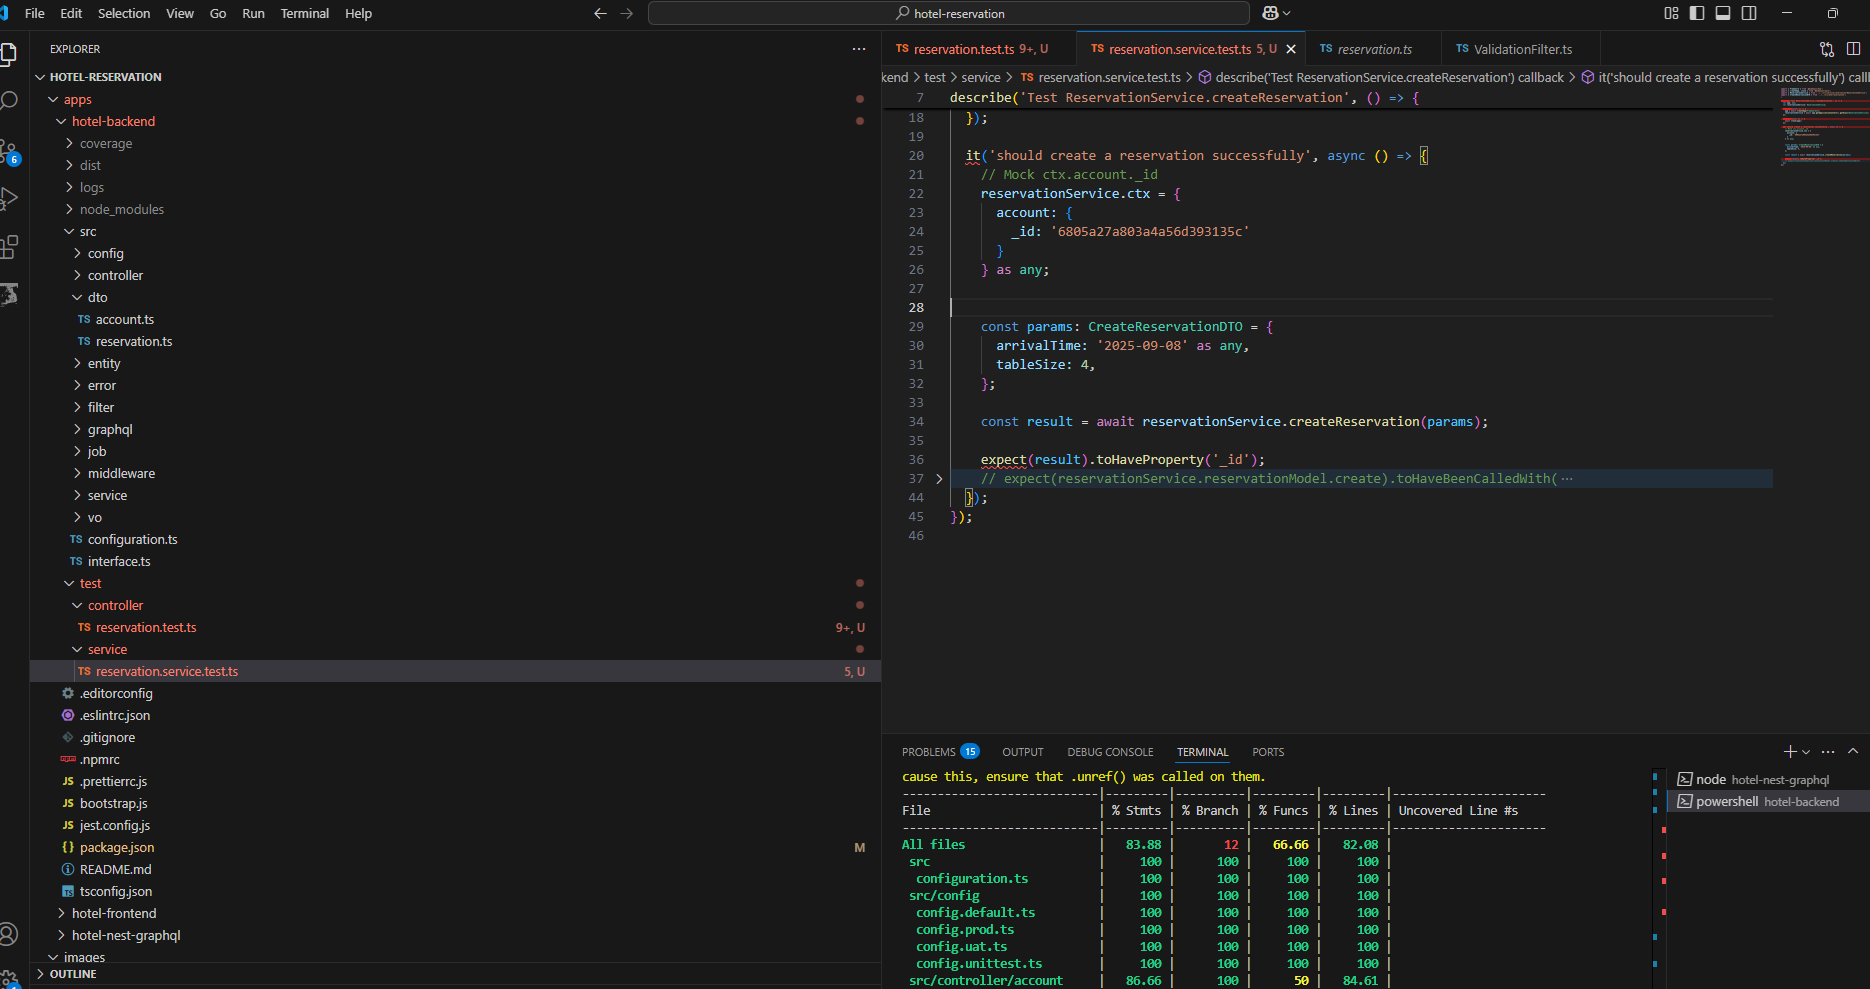 File Edit Selection View Go Run Terminal Help
hotel-reservation
EXPLORER
HOTEL-RESERVATION
apps
hotel-backend
coverage
dist
logs
node_modules
src
config
controller
dto
TS account.ts
TS reservation.ts
entity
error
filter
graphql
job
middleware
service
vo
TS configuration.ts
TS interface.ts
test
controller
TS reservation.test.ts 9+, U
service
TS reservation.service.test.ts 5, U
.editorconfig
.eslintrc.json
.gitignore
.npmrc
JS .prettierrc.js
JS bootstrap.js
JS jest.config.js
{} package.json M
README.md
TS tsconfig.json
hotel-frontend
hotel-nest-graphql
images
OUTLINE
6
TS reservation.test.ts 9+, U
TS reservation.service.test.ts 5, U
TS reservation.ts
TS ValidationFilter.ts
kend > test > service > TS reservation.service.test.ts > describe('Test ReservationService.createReservation') callback > it('should create a reservation successfully') call
7 describe('Test ReservationService.createReservation', () => {
18 });
19
20 it('should create a reservation successfully', async () => {
21 // Mock ctx.account._id
22 reservationService.ctx = {
23 account: {
24 _id: '6805a27a803a4a56d393135c'
25 }
26 } as any;
27
28
29 const params: CreateReservationDTO = {
30 arrivalTime: '2025-09-08' as any,
31 tableSize: 4,
32 };
33
34 const result = await reservationService.createReservation(params);
35
36 expect(result).toHaveProperty('_id');
37 // expect(reservationService.reservationModel.create).toHaveBeenCalledWith(⋯
44 });
45 });
46
PROBLEMS 15 OUTPUT DEBUG CONSOLE TERMINAL PORTS
cause this, ensure that .unref() was called on them.
----------------------------|---------|----------|---------|---------|----------------------
File | % Stmts | % Branch | % Funcs | % Lines | Uncovered Line #s
----------------------------|---------|----------|---------|---------|----------------------
All files | 83.88 | 12 | 66.66 | 82.08 |
src | 100 | 100 | 100 | 100 |
configuration.ts | 100 | 100 | 100 | 100 |
src/config | 100 | 100 | 100 | 100 |
config.default.ts | 100 | 100 | 100 | 100 |
config.prod.ts | 100 | 100 | 100 | 100 |
config.uat.ts | 100 | 100 | 100 | 100 |
config.unittest.ts | 100 | 100 | 100 | 100 |
src/controller/account | 86.66 | 100 | 50 | 84.61 |
node hotel-nest-graphql
powershell hotel-backend